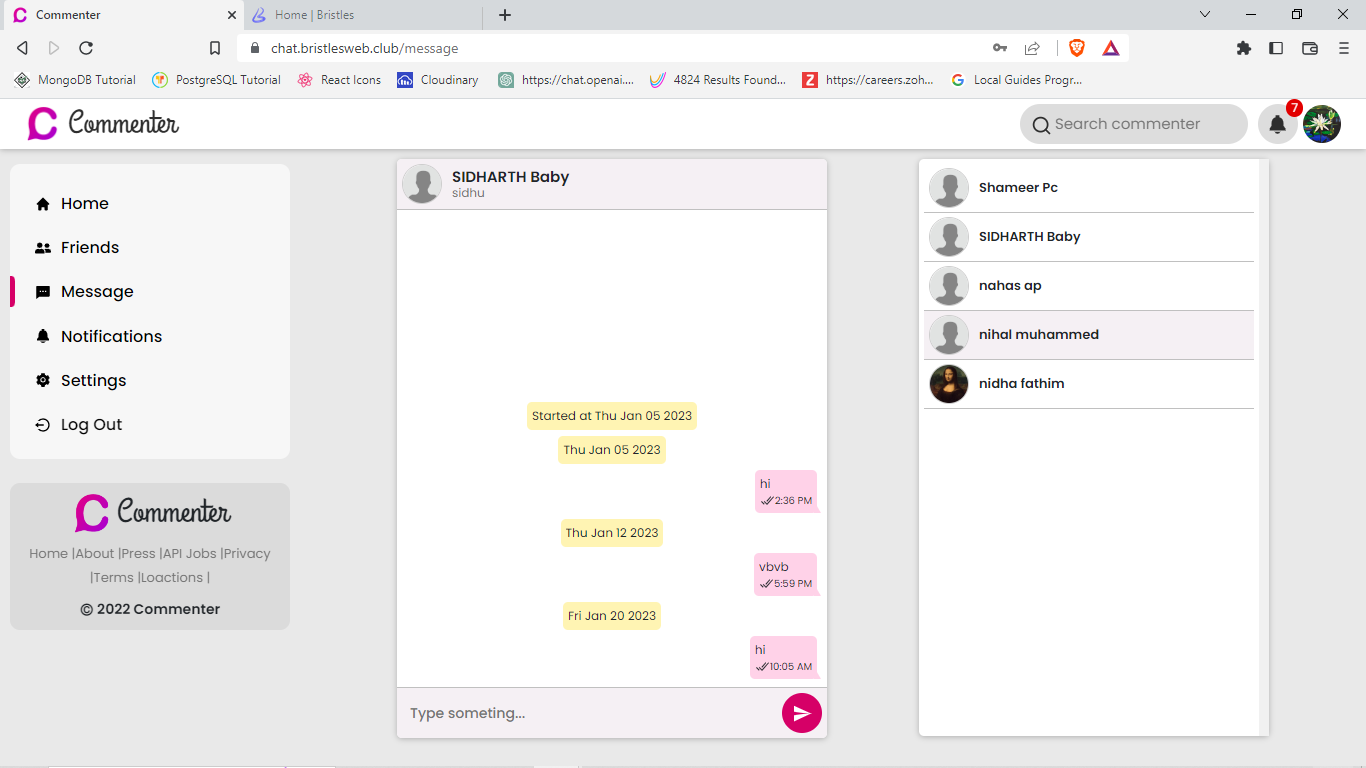 Commenter
Home | Bristles
chat.bristlesweb.club/message
MongoDB Tutorial
PostgreSQL Tutorial
React Icons
Cloudinary
https://chat.openai....
4824 Results Found...
https://careers.zoh...
Local Guides Progr...
Commenter
Search commenter
7
Home
Friends
Message
Notifications
Settings
Log Out
Commenter
Home |About |Press |API Jobs |Privacy
|Terms |Loactions |
© 2022 Commenter
SIDHARTH Baby
sidhu
Started at Thu Jan 05 2023
Thu Jan 05 2023
hi
2:36 PM
Thu Jan 12 2023
vbvb
5:59 PM
Fri Jan 20 2023
hi
10:05 AM
Type someting...
Shameer Pc
SIDHARTH Baby
nahas ap
nihal muhammed
nidha fathim